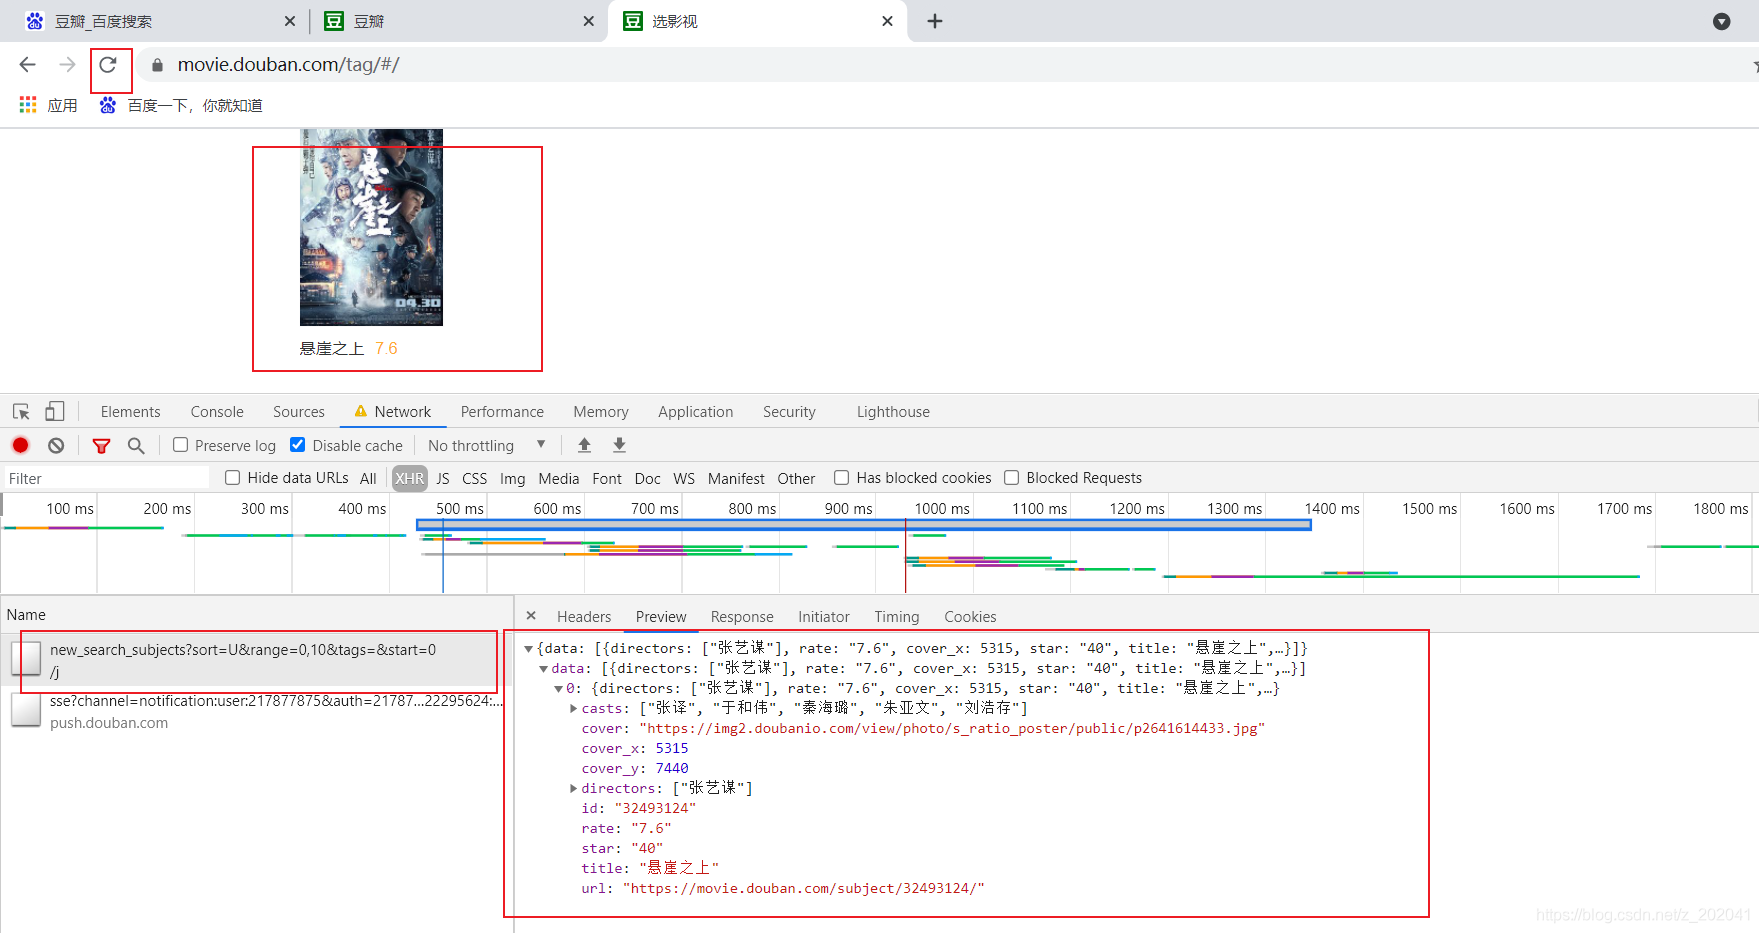 豆瓣_百度搜索
豆瓣
选影视
movie.douban.com/tag/#/
应用
百度一下，你就知道
悬崖之上
04.30
悬崖之上 7.6
Elements Console Sources Network Performance Memory Application Security Lighthouse
Preserve log Disable cache No throttling
Filter Hide data URLs All XHR JS CSS Img Media Font Doc WS Manifest Other Has blocked cookies Blocked Requests
100 ms 200 ms 300 ms 400 ms 500 ms 600 ms 700 ms 800 ms 900 ms 1000 ms 1100 ms 1200 ms 1300 ms 1400 ms 1500 ms 1600 ms 1700 ms 1800 ms
Name
new_search_subjects?sort=U&range=0,10&tags=&start=0
/j
sse?channel=notification:user:217877875&auth=21787...22295624:...
push.douban.com
Headers Preview Response Initiator Timing Cookies
{data: [{directors: ["张艺谋"], rate: "7.6", cover_x: 5315, star: "40", title: "悬崖之上",…}]}
data: [{directors: ["张艺谋"], rate: "7.6", cover_x: 5315, star: "40", title: "悬崖之上",…}]
0: {directors: ["张艺谋"], rate: "7.6", cover_x: 5315, star: "40", title: "悬崖之上",…}
casts: ["张译", "于和伟", "秦海璐", "朱亚文", "刘浩存"]
cover: "https://img2.doubanio.com/view/photo/s_ratio_poster/public/p2641614433.jpg"
cover_x: 5315
cover_y: 7440
directors: ["张艺谋"]
id: "32493124"
rate: "7.6"
star: "40"
title: "悬崖之上"
url: "https://movie.douban.com/subject/32493124/"
https://blog.csdn.net/z_202041